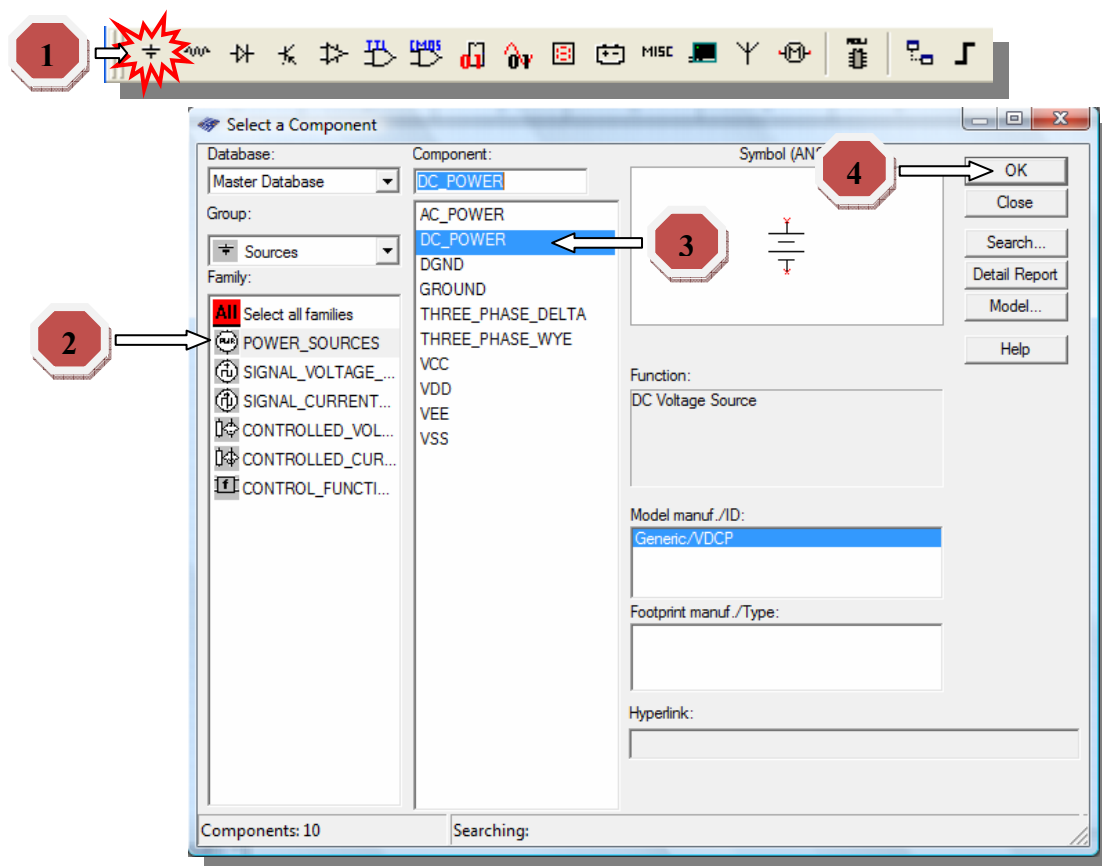 1
TTL
CMOS
MISC
Select a Component
Database:
Component:
Symbol (ANS
4
OK
Master Database
DC_POWER
Close
Group:
AC_POWER
Sources
DC_POWER
3
Search...
Family:
DGND
Detail Report
GROUND
Model...
All Select all families
THREE_PHASE_DELTA
2
PWR POWER_SOURCES
THREE_PHASE_WYE
Help
SIGNAL_VOLTAGE_...
VCC
Function:
SIGNAL_CURRENT...
VDD
DC Voltage Source
CONTROLLED_VOL...
VEE
CONTROLLED_CUR...
VSS
f CONTROL_FUNCTI...
Model manuf./ID:
Generic/VDCP
Footprint manuf./Type:
Hyperlink:
Components: 10
Searching: